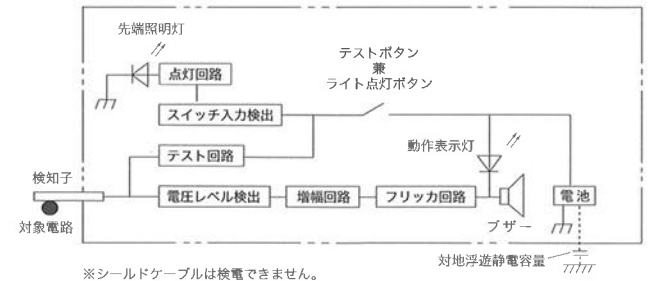 先端照明灯
点灯回路
テストボタン
兼
ライト点灯ボタン
スイッチ入力検出
動作表示灯
テスト回路
検知子
電圧レベル検出
増幅回路
フリッカ回路
電池
対象電路
ブザー
対地浮遊静電容量
※シールドケーブルは検電できません。